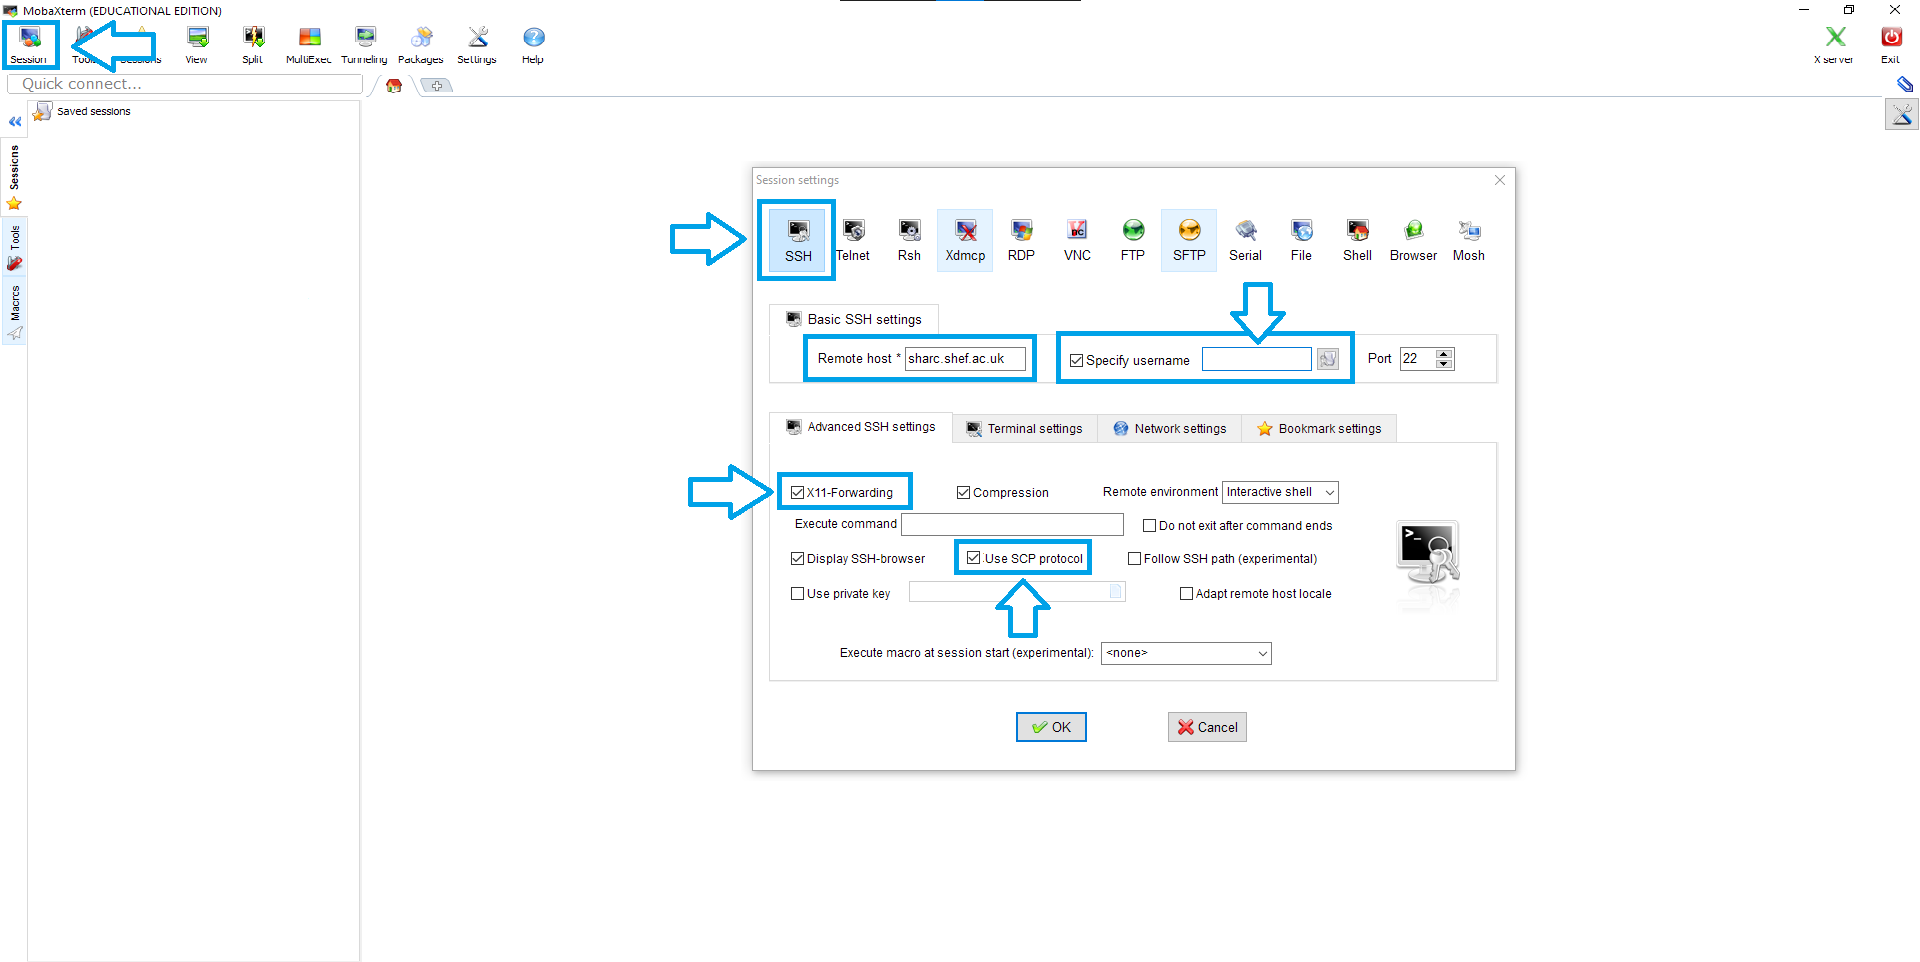 MobaXterm (EDUCATIONAL EDITION)
Session Tools Sessions View Split MultiExec Tunneling Packages Settings Help X server Exit
Quick connect...
Saved sessions
Sessions
Tools
Macros
Session settings
SSH Telnet Rsh Xdmcp RDP VNC FTP SFTP Serial File Shell Browser Mosh
Basic SSH settings
Remote host * sharc.shef.ac.uk Specify username Port 22
Advanced SSH settings Terminal settings Network settings Bookmark settings
X11-Forwarding Compression Remote environment Interactive shell
Execute command Do not exit after command ends
Display SSH-browser Use SCP protocol Follow SSH path (experimental)
Use private key Adapt remote host locale
Execute macro at session start (experimental): <none>
OK Cancel